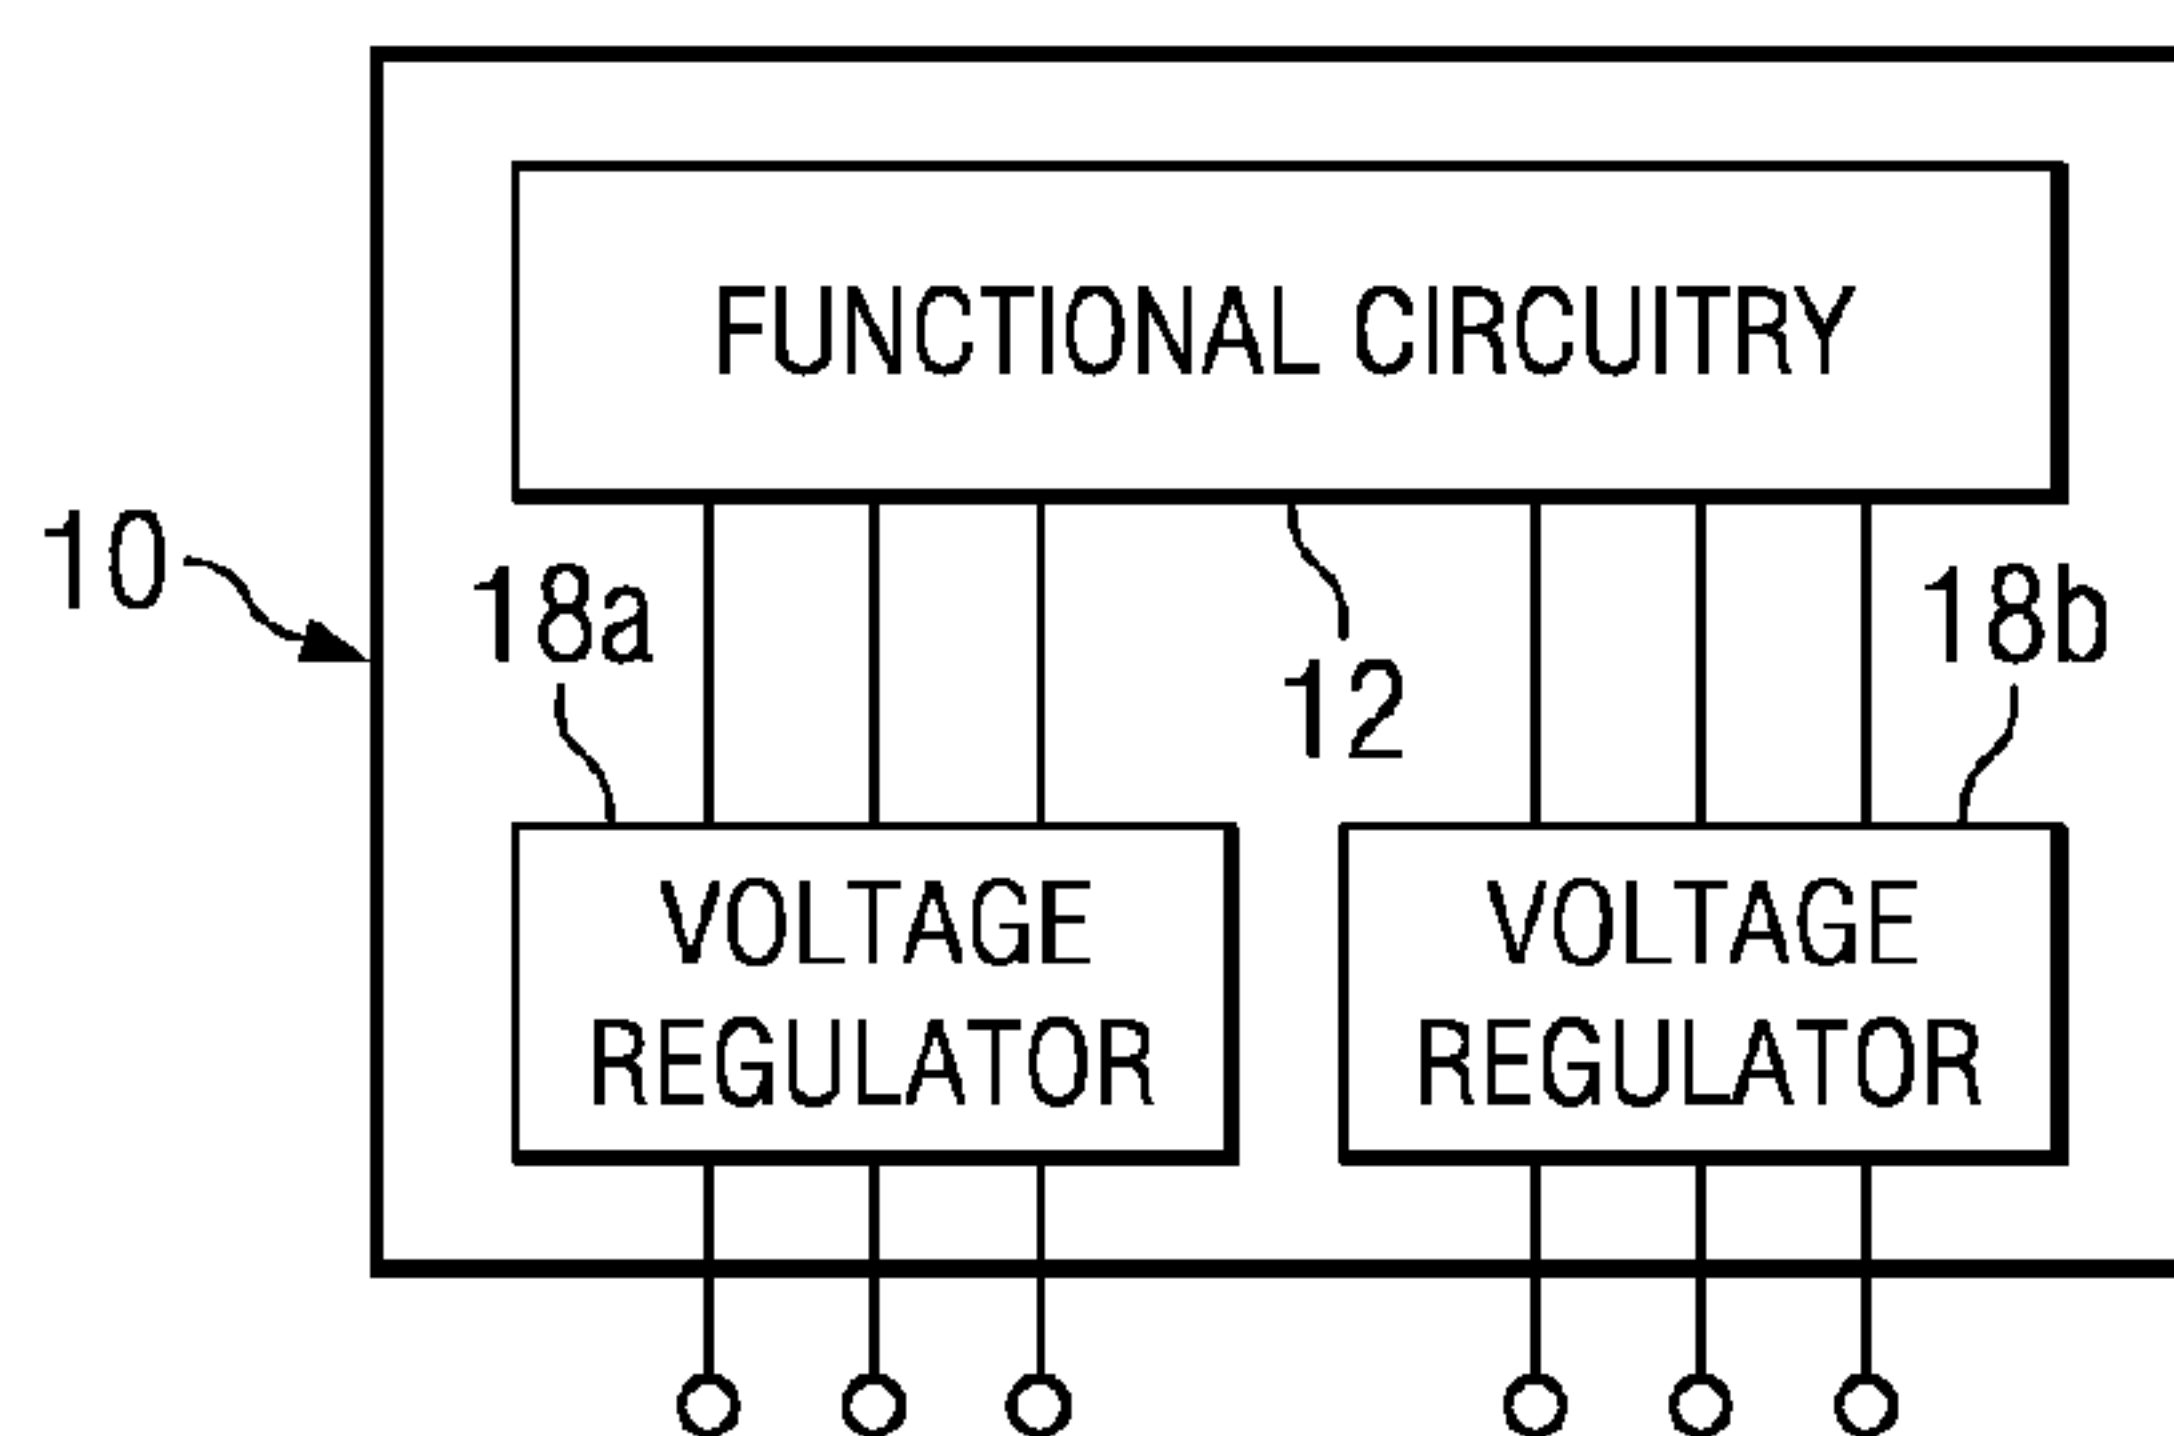 FUNCTIONAL CIRCUITRY
10
18a
12
18b
VOLTAGE
REGULATOR
VOLTAGE
REGULATOR